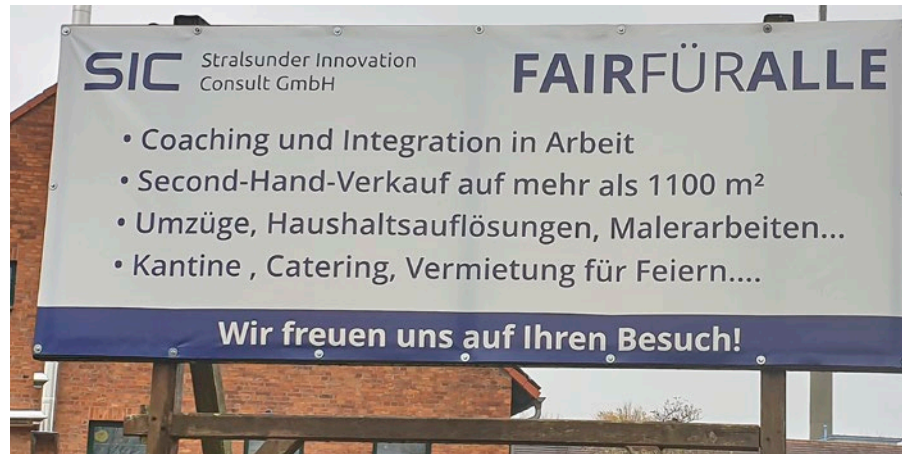 SIC Stralsunder Innovation
Consult GmbH
FAIRFÜRALLE
• Coaching und Integration in Arbeit
• Second-Hand-Verkauf auf mehr als 1100 m²
• Umzüge, Haushaltsauflösungen, Malerarbeiten...
• Kantine , Catering, Vermietung für Feiern....
Wir freuen uns auf Ihren Besuch!